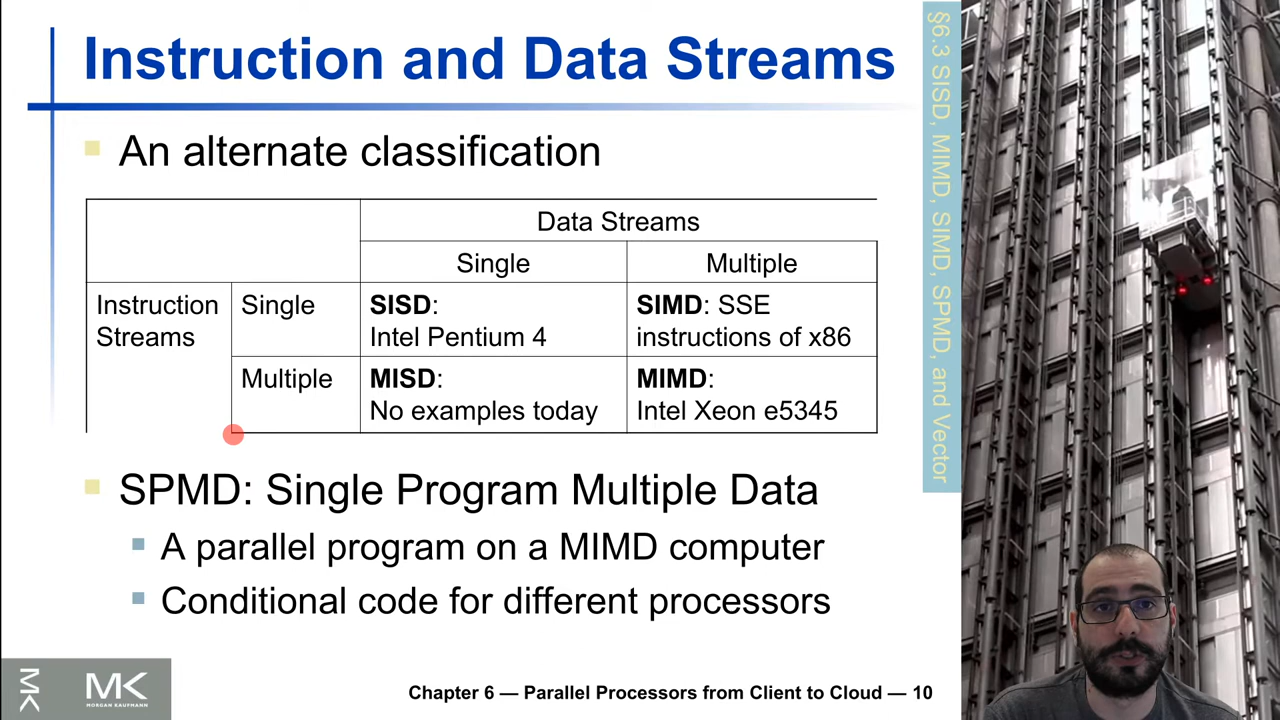 Instruction and Data Streams
§6.3 SISD, MIMD, SIMD, SPMD, and Vector
An alternate classification
Data Streams
Single Multiple
Instruction Streams Single SISD: Intel Pentium 4 SIMD: SSE instructions of x86
Multiple MISD: No examples today MIMD: Intel Xeon e5345
SPMD: Single Program Multiple Data
A parallel program on a MIMD computer
Conditional code for different processors
MK
MK
MORGAN KAUFMANN
Chapter 6 — Parallel Processors from Client to Cloud — 10